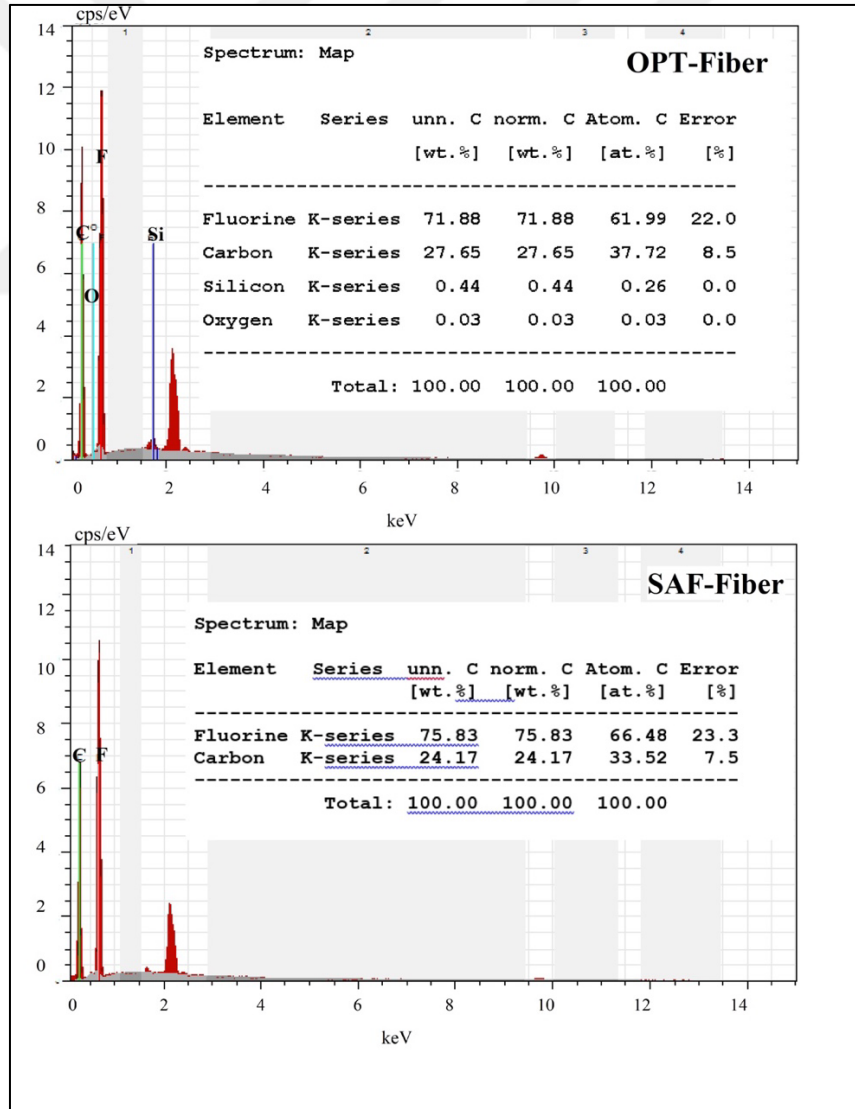 cps/eV
14
1 2 3 4
Spectrum: Map
OPT-Fiber
12
Element Series unn. C norm. C Atom. C Error
[wt.%] [wt.%] [at.%] [%]
10
F
------------------------------------------------
8
Fluorine K-series 71.88 71.88 61.99 22.0
C
Si
Carbon K-series 27.65 27.65 37.72 8.5
6
O
Silicon K-series 0.44 0.44 0.26 0.0
Oxygen K-series 0.03 0.03 0.03 0.0
4
------------------------------------------------
2
Total: 100.00 100.00 100.00
0
0 2 4 6 8 10 12 14
keV
cps/eV
14
1 2 3 4
SAF-Fiber
12
Spectrum: Map
10
Element Series unn. C norm. C Atom. C Error
[wt.%] [wt.%] [at.%] [%]
------------------------------------------------
8
Fluorine K-series 75.83 75.83 66.48 23.3
C F
Carbon K-series 24.17 24.17 33.52 7.5
------------------------------------------------
6
Total: 100.00 100.00 100.00
4
2
0
0 2 4 6 8 10 12 14
keV